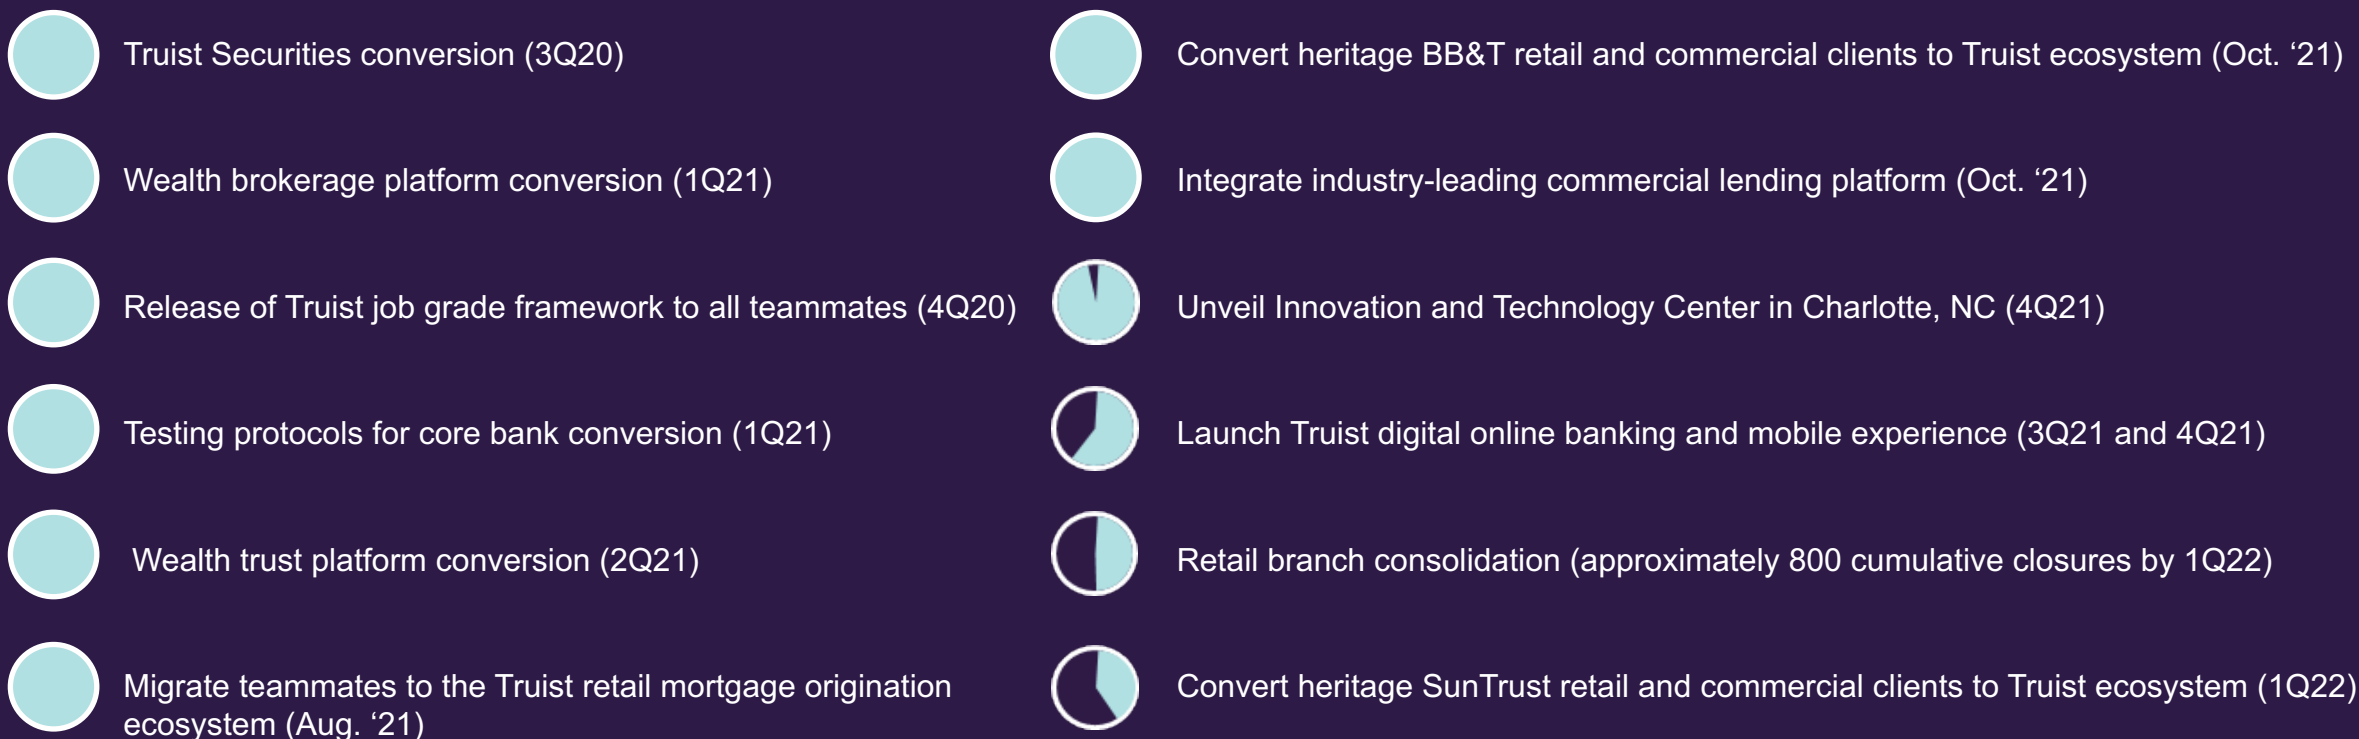 Truist Securities conversion (3Q20)
Wealth brokerage platform conversion (1Q21)
Release of Truist job grade framework to all teammates (4Q20)
Testing protocols for core bank conversion (1Q21)
Wealth trust platform conversion (2Q21)
Migrate teammates to the Truist retail mortgage origination
ecosystem (Aug. ‘21)
Convert heritage BB&T retail and commercial clients to Truist ecosystem (Oct. ‘21)
Integrate industry-leading commercial lending platform (Oct. ‘21)
Unveil Innovation and Technology Center in Charlotte, NC (4Q21)
Launch Truist digital online banking and mobile experience (3Q21 and 4Q21)
Retail branch consolidation (approximately 800 cumulative closures by 1Q22)
Convert heritage SunTrust retail and commercial clients to Truist ecosystem (1Q22)